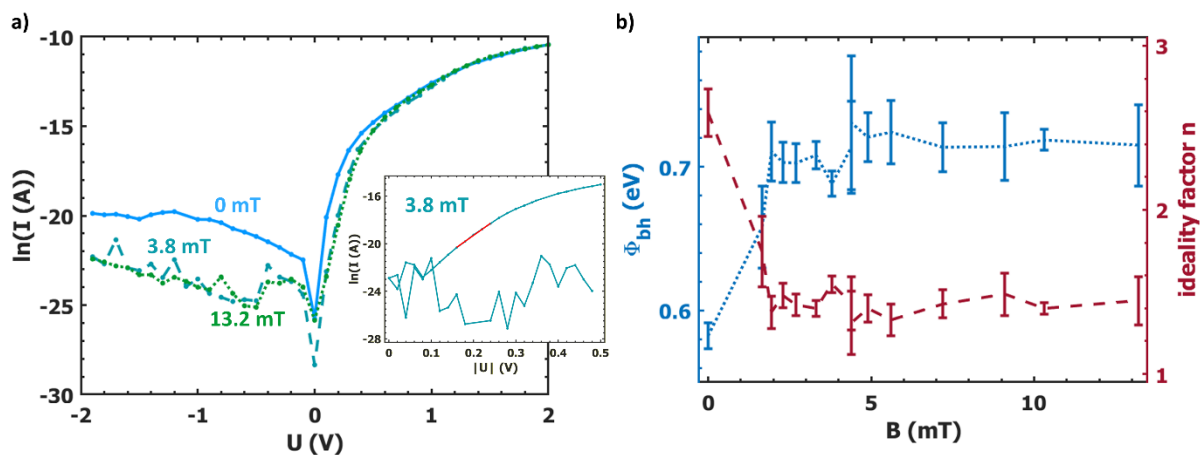 a)
ln(I (A))
-10
-15
-20
-25
-30
-2
-1
0
1
2
U (V)
0 mT
3.8 mT
13.2 mT
3.8 mT
ln(I (A))
-16
-20
-24
-28
0
0.1
0.2
0.3
0.4
0.5
|U| (V)
b)
Φbh (eV)
0.7
0.6
0
5
10
B (mT)
3
2
1
ideality factor n